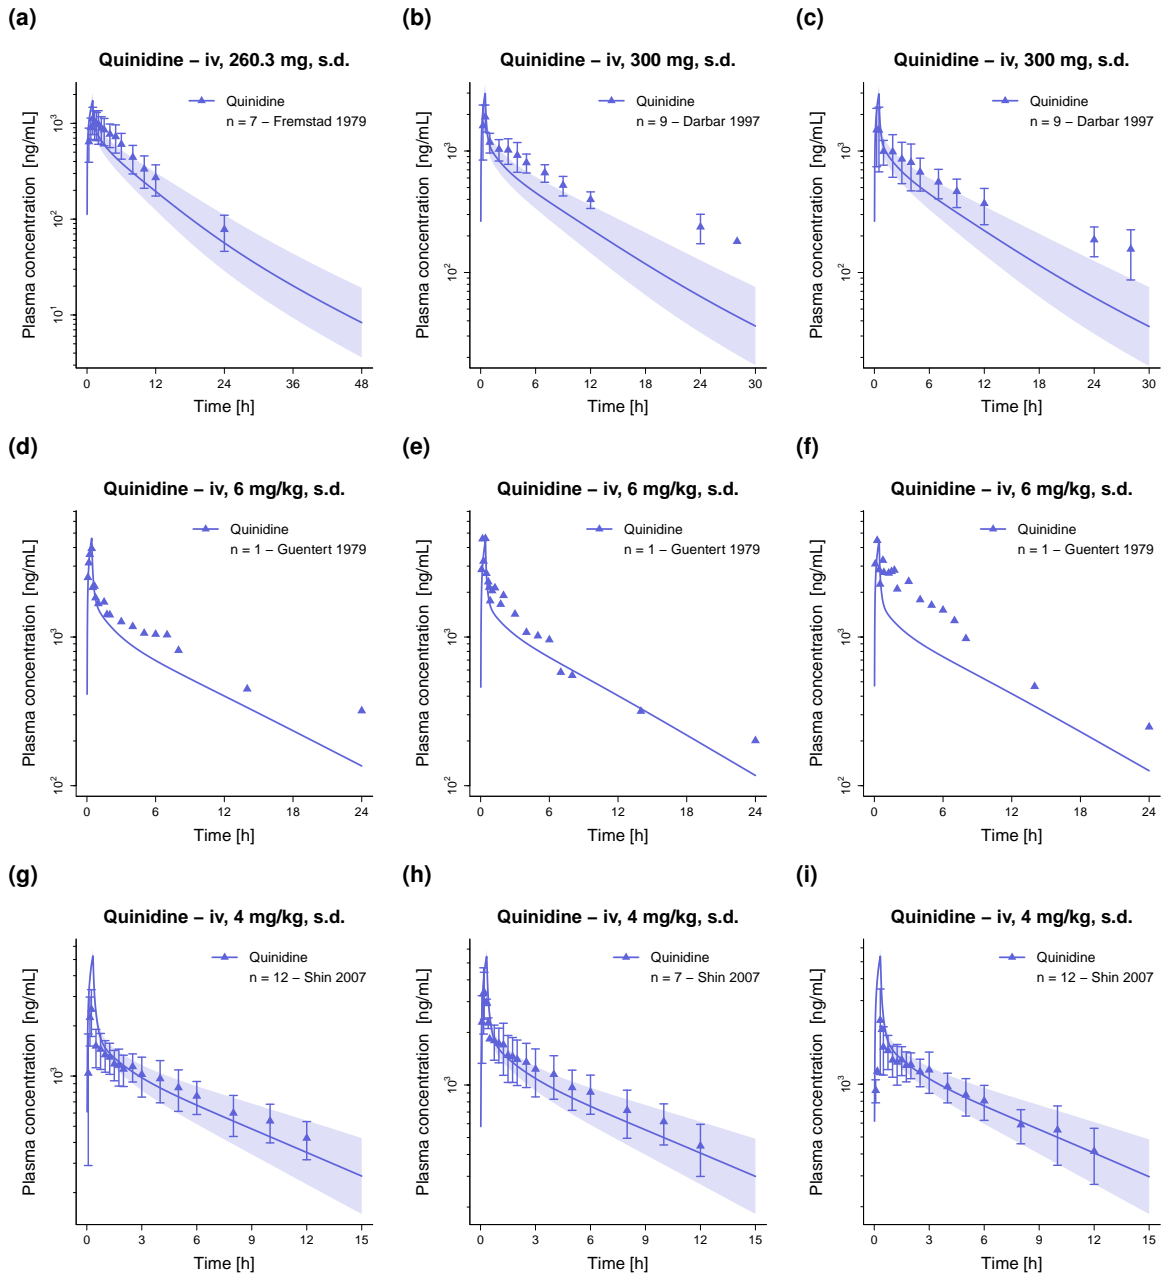 (a)
Quinidine – iv, 260.3 mg, s.d.
Quinidine
n = 7 – Fremstad 1979
Plasma concentration [ng/mL]
10³
10²
10¹
0 12 24 36 48
Time [h]
(b)
Quinidine – iv, 300 mg, s.d.
Quinidine
n = 9 – Darbar 1997
Plasma concentration [ng/mL]
10³
10²
0 6 12 18 24 30
Time [h]
(c)
Quinidine – iv, 300 mg, s.d.
Quinidine
n = 9 – Darbar 1997
Plasma concentration [ng/mL]
10³
10²
0 6 12 18 24 30
Time [h]
(d)
Quinidine – iv, 6 mg/kg, s.d.
Quinidine
n = 1 – Guentert 1979
Plasma concentration [ng/mL]
10³
10²
0 6 12 18 24
Time [h]
(e)
Quinidine – iv, 6 mg/kg, s.d.
Quinidine
n = 1 – Guentert 1979
Plasma concentration [ng/mL]
10³
10²
0 6 12 18 24
Time [h]
(f)
Quinidine – iv, 6 mg/kg, s.d.
Quinidine
n = 1 – Guentert 1979
Plasma concentration [ng/mL]
10³
10²
0 6 12 18 24
Time [h]
(g)
Quinidine – iv, 4 mg/kg, s.d.
Quinidine
n = 12 – Shin 2007
Plasma concentration [ng/mL]
10³
0 3 6 9 12 15
Time [h]
(h)
Quinidine – iv, 4 mg/kg, s.d.
Quinidine
n = 7 – Shin 2007
Plasma concentration [ng/mL]
10³
0 3 6 9 12 15
Time [h]
(i)
Quinidine – iv, 4 mg/kg, s.d.
Quinidine
n = 12 – Shin 2007
Plasma concentration [ng/mL]
10³
0 3 6 9 12 15
Time [h]